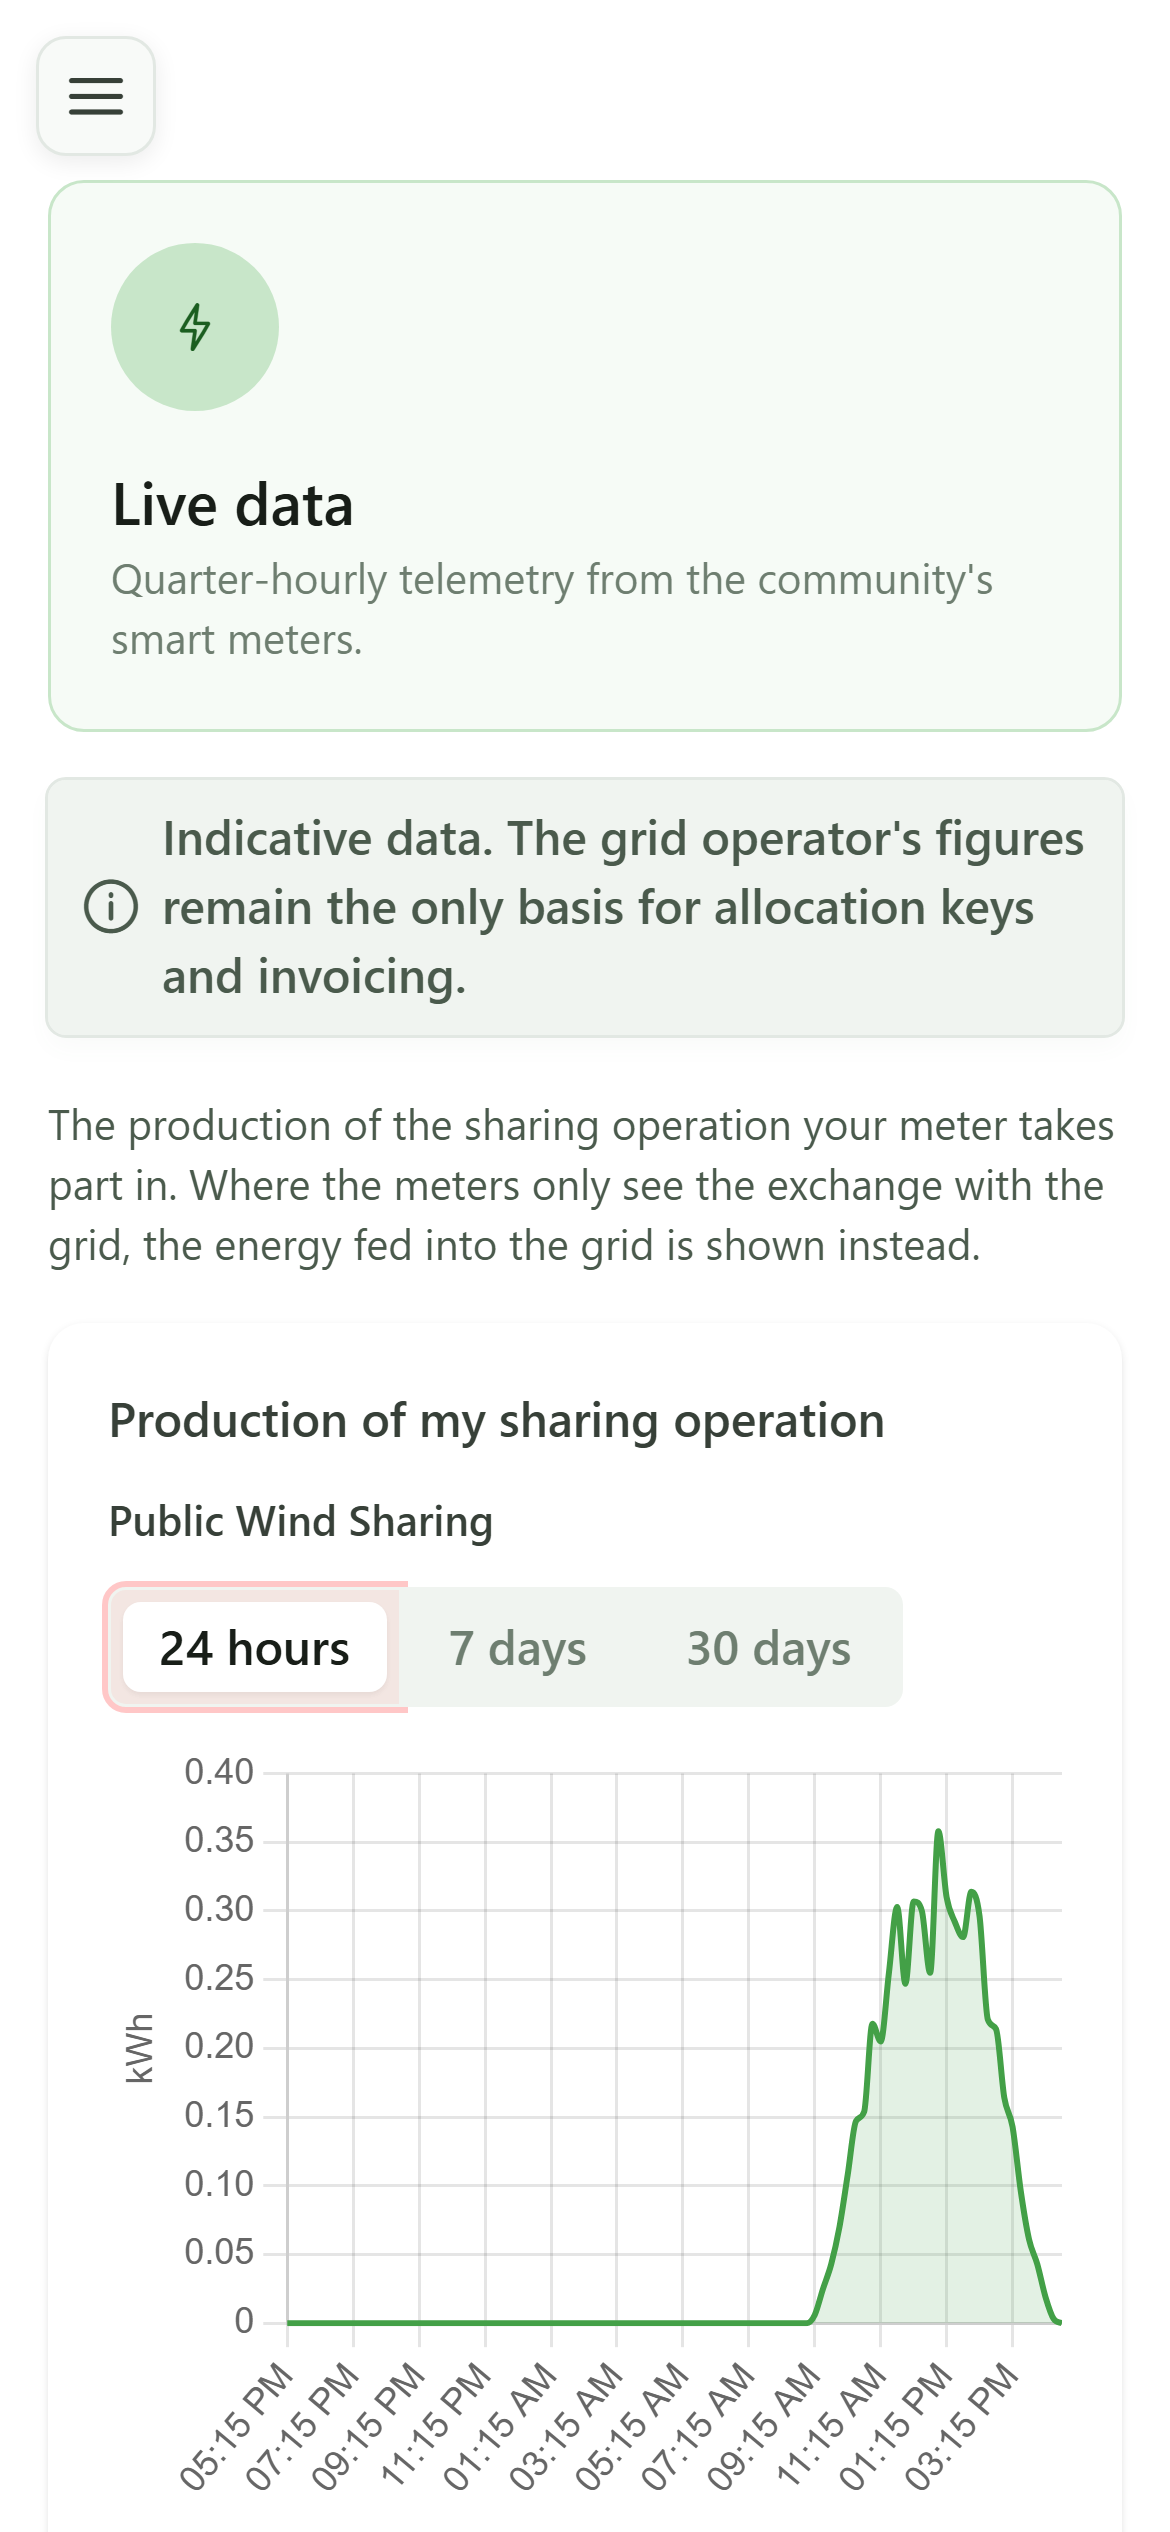 Live data
Quarter-hourly telemetry from the community's
smart meters.
Indicative data. The grid operator's figures
remain the only basis for allocation keys
and invoicing.
The production of the sharing operation your meter takes
part in. Where the meters only see the exchange with the
grid, the energy fed into the grid is shown instead.
Production of my sharing operation
Public Wind Sharing
24 hours 7 days 30 days
0.40
0.35
0.30
0.25
0.20
0.15
0.10
0.05
0
kWh
05:15 PM
07:15 PM
09:15 PM
11:15 PM
01:15 AM
03:15 AM
05:15 AM
07:15 AM
09:15 AM
11:15 AM
01:15 PM
03:15 PM